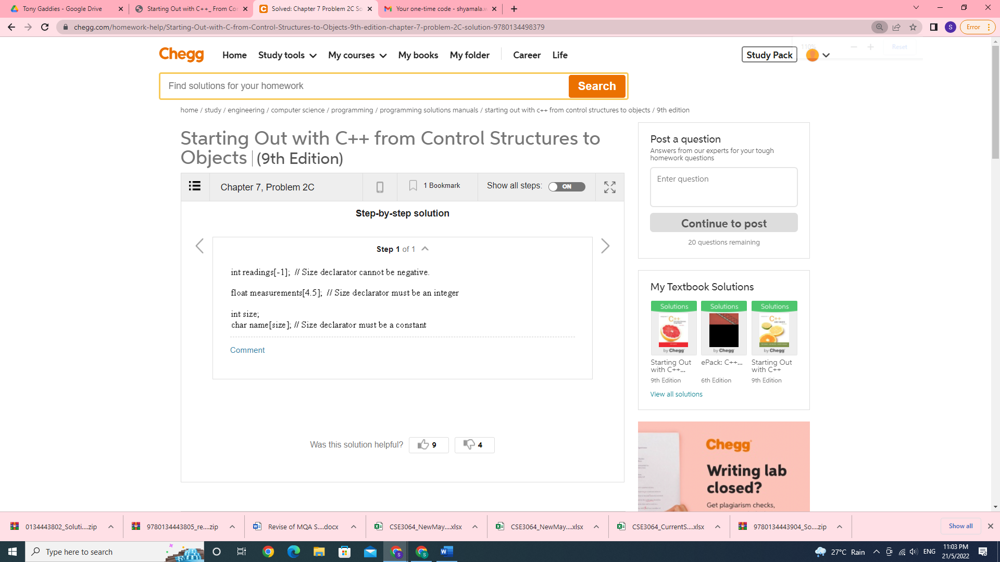 Tony Gaddies - Google Drive
Starting Out with C++_ From Cor
Solved: Chapter 7 Problem 2C So
Your one-time code - shyamala.w
chegg.com/homework-help/Starting-Out-with-C-from-Control-Structures-to-Objects-9th-edition-chapter-7-problem-2C-solution-9780134498379
S
Error
110%
Reset
Chegg
Home
Study tools
My courses
My books
My folder
Career
Life
Study Pack
Find solutions for your homework
Search
home / study / engineering / computer science / programming / programming solutions manuals / starting out with c++ from control structures to objects / 9th edition
Starting Out with C++ from Control Structures to
Objects | (9th Edition)
Chapter 7, Problem 2C
1 Bookmark
Show all steps:
ON
Step-by-step solution
Step 1 of 1
int readings[-1]; // Size declarator cannot be negative.
float measurements[4.5]; // Size declarator must be an integer
int size;
char name[size]; // Size declarator must be a constant
Comment
Was this solution helpful?
9
4
Post a question
Answers from our experts for your tough
homework questions
Enter question
Continue to post
20 questions remaining
My Textbook Solutions
Solutions
Solutions
Solutions
C++
C++
by Chegg
by Chegg
by Chegg
Starting Out
with C++...
9th Edition
ePack: C++...
6th Edition
Starting Out
with C++
9th Edition
View all solutions
Chegg
Writing lab
closed?
Get plagiarism checks,
0134443802_Soluti....zip
9780134443805_re....zip
Revise of MQA S....docx
CSE3064_NewMay....xlsx
CSE3064_NewMay....xlsx
CSE3064_CurrentS....xlsx
9780134443904_So....zip
Show all
Type here to search
S
S
27°C Rain
ENG
11:03 PM
21/5/2022